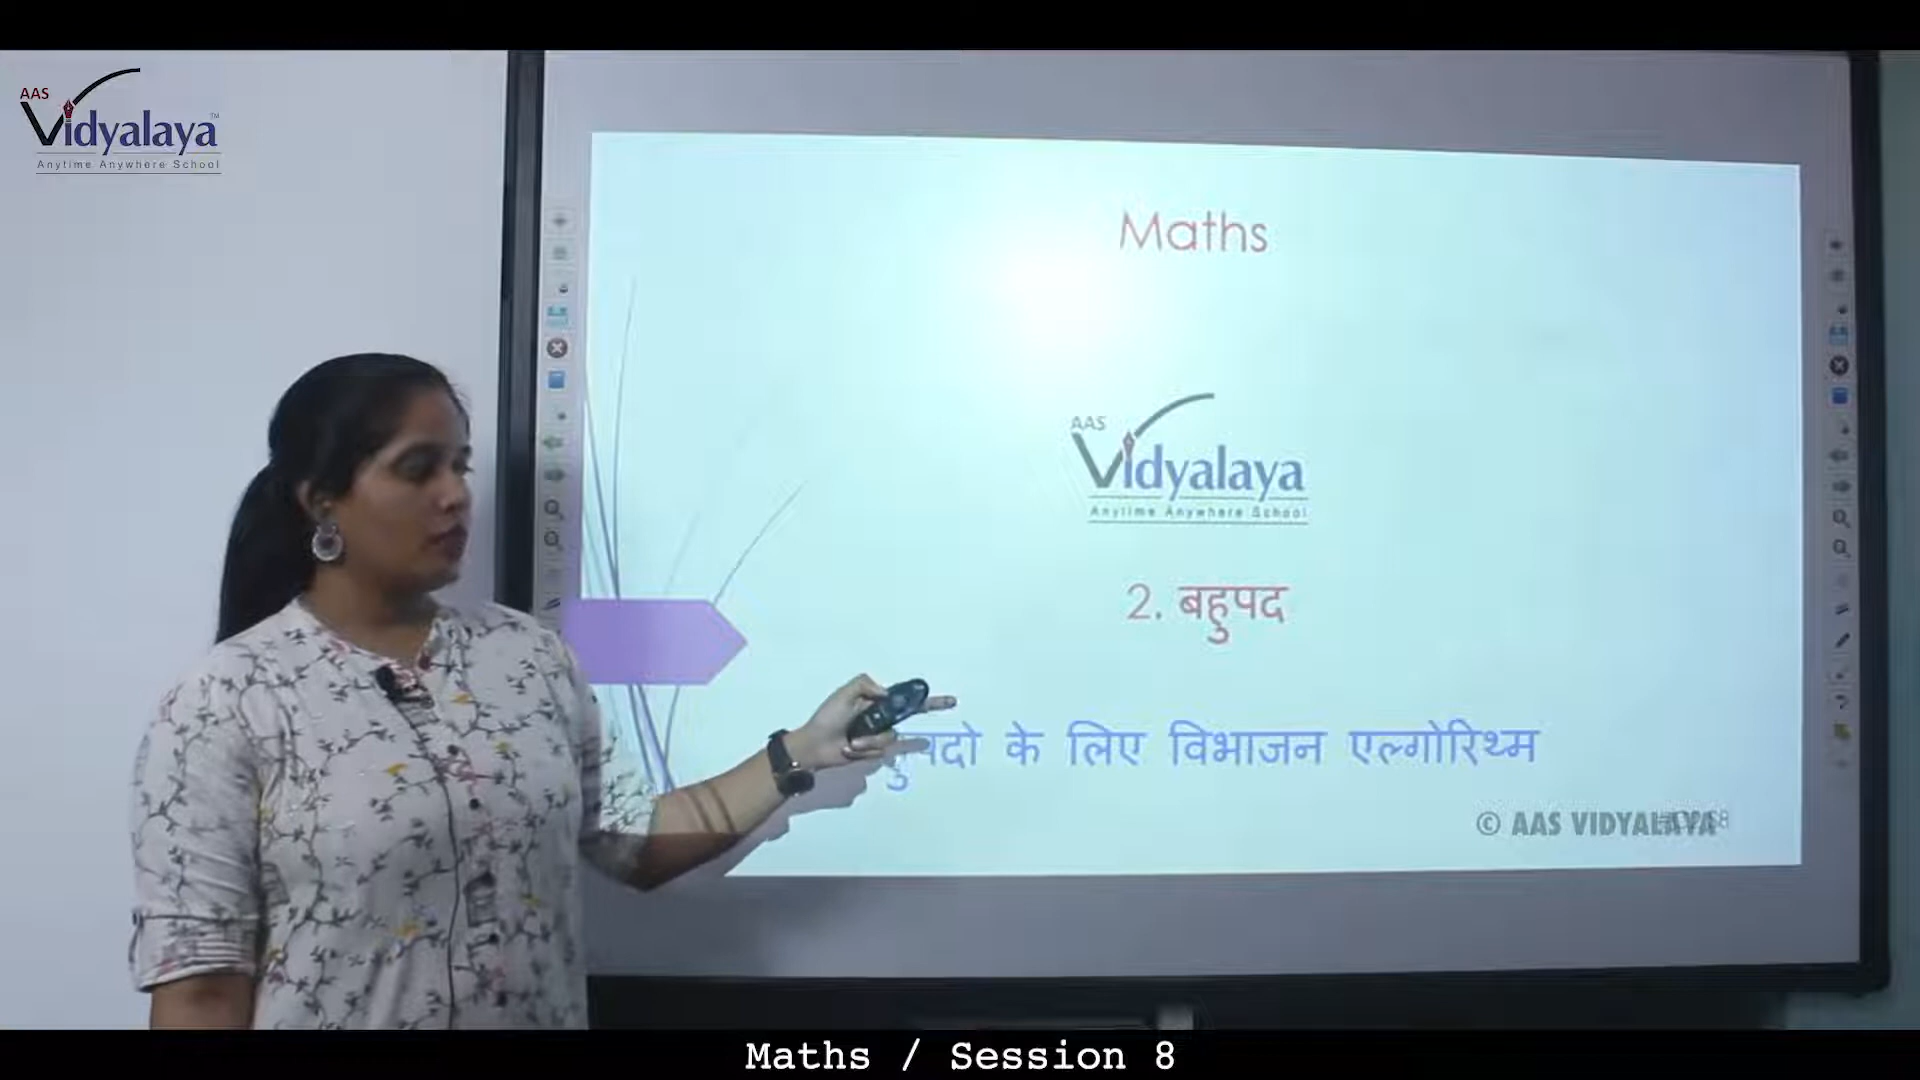 AAS
Vidyalaya™
Anytime Anywhere School
Maths
AAS
Vidyalaya
Anytime Anywhere School
2. बहुपद
के लिए विभाजन एल्गोरिथ्म
© AAS VIDYALAYA
Maths / Session 8